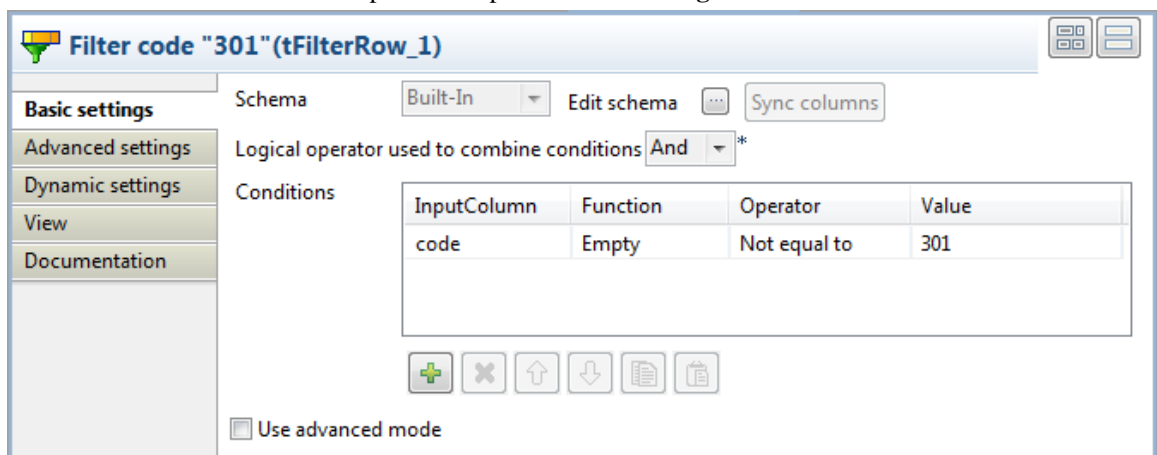 Filter code "301"(tFilterRow_1)
Basic settings
Advanced settings
Dynamic settings
View
Documentation
Schema Built-In Edit schema ... Sync columns
Logical operator used to combine conditions And *
Conditions
InputColumn Function Operator Value
code Empty Not equal to 301
Use advanced mode